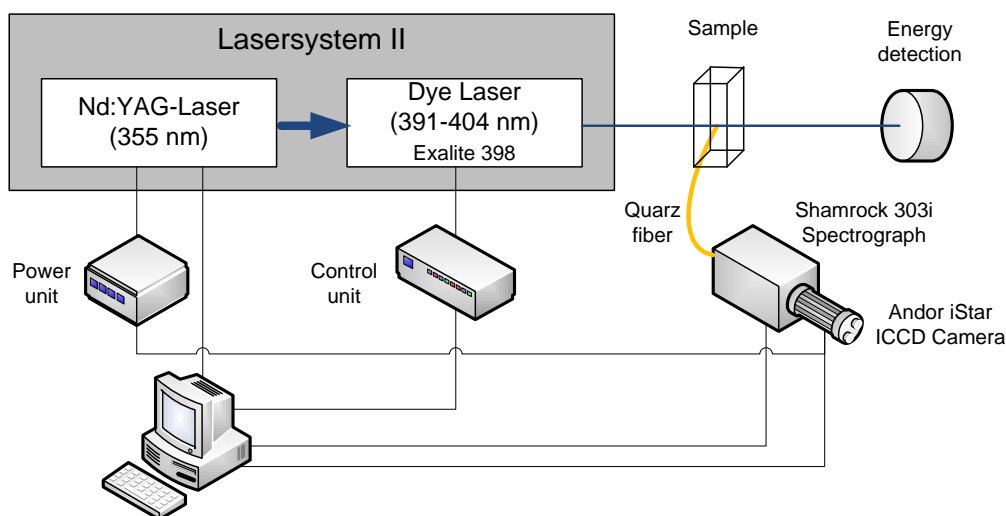 Lasersystem II
Nd:YAG-Laser
(355 nm)
Dye Laser
(391-404 nm)
Exalite 398
Sample
Energy
detection
Quarz
fiber
Shamrock 303i
Spectrograph
Power
unit
Control
unit
Andor iStar
ICCD Camera